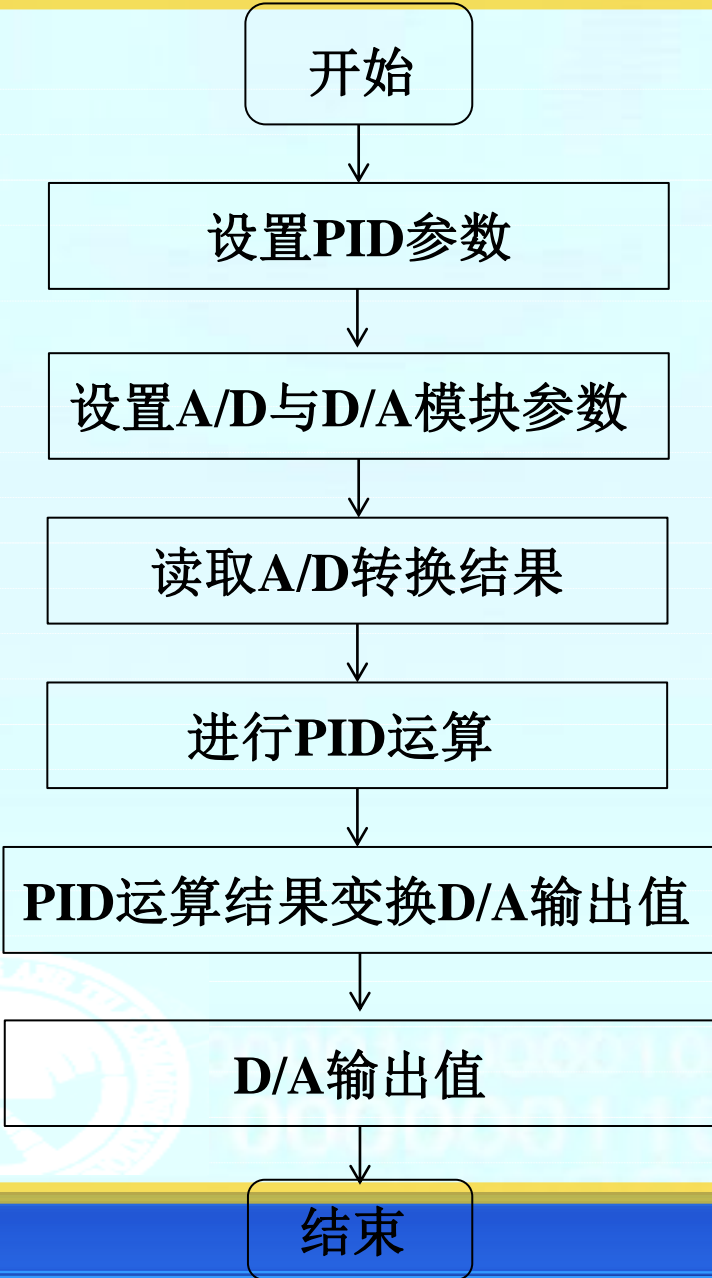 开始
设置PID参数
设置A/D与D/A模块参数
读取A/D转换结果
进行PID运算
PID运算结果变换D/A输出值
D/A输出值
结束